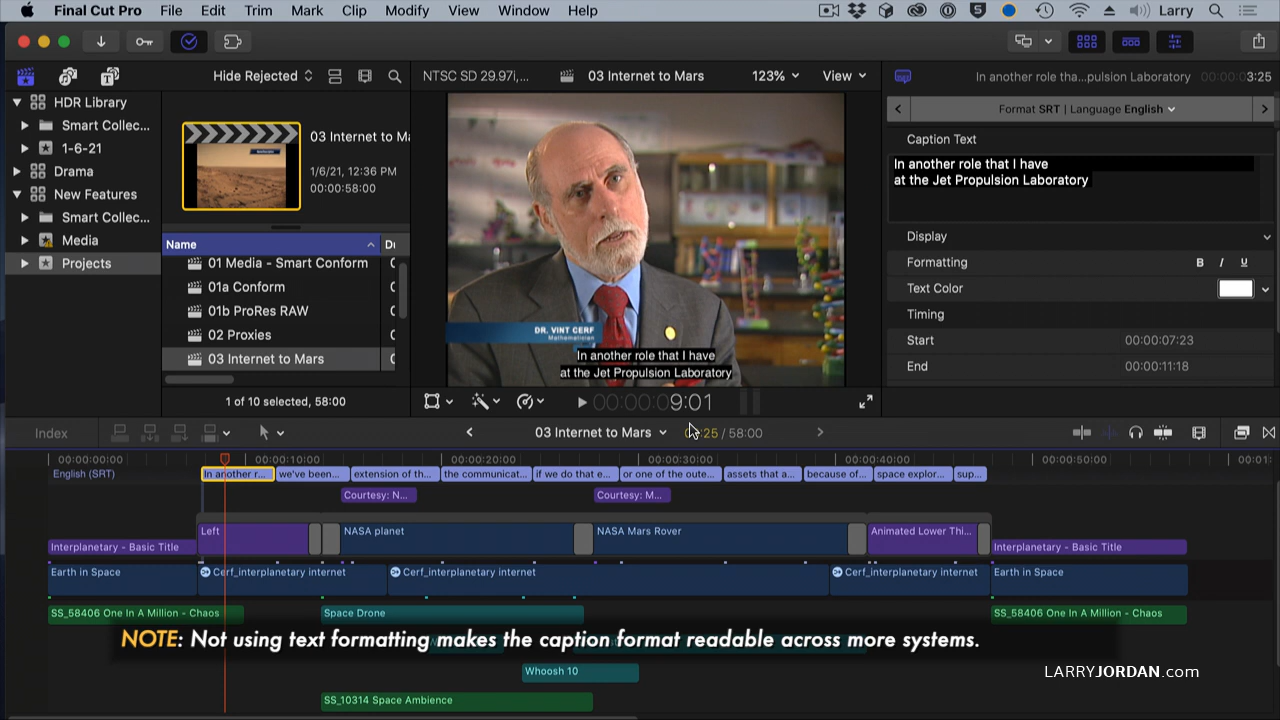 Final Cut Pro File Edit Trim Mark Clip Modify View Window Help Larry
Hide Rejected
NTSC SD 29.97i,... 03 Internet to Mars 123% View
In another role tha...pulsion Laboratory 00:00:03:25
HDR Library
Smart Collec...
1-6-21
Drama
New Features
Smart Collec...
Media
Projects
03 Internet to Ma
1/6/21, 12:36 PM
00:00:58:00
Name
01 Media - Smart Conform
01a Conform
01b ProRes RAW
02 Proxies
03 Internet to Mars
1 of 10 selected, 58:00
DR. VINT CERF
Mathematician
In another role that I have
at the Jet Propulsion Laboratory
00:00:09:01
Format SRT | Language English
Caption Text
In another role that I have
at the Jet Propulsion Laboratory
Display
Formatting B I U
Text Color
Timing
Start 00:00:07:23
End 00:00:11:18
Index
03 Internet to Mars
:25 / 58:00
00:00:00:00 00:00:10:00 00:00:20:00 00:00:30:00 00:00:40:00 00:00:50:00 00:01:
English (SRT)
In another r... we've been... extension of th... the communicat... if we do that e... or one of the oute... assets that a... because of... space explor... sup...
Courtesy: N... Courtesy: M...
Left NASA planet NASA Mars Rover Animated Lower Thi...
Interplanetary - Basic Title Interplanetary - Basic Title
Earth in Space Cerf_interplanetary internet Cerf_interplanetary internet Cerf_interplanetary internet Earth in Space
SS_58406 One In A Million - Chaos Space Drone SS_58406 One In A Million - Chaos
NOTE: Not using text formatting makes the caption format readable across more systems.
Whoosh 10
LARRYJORDAN.com
SS_10314 Space Ambience